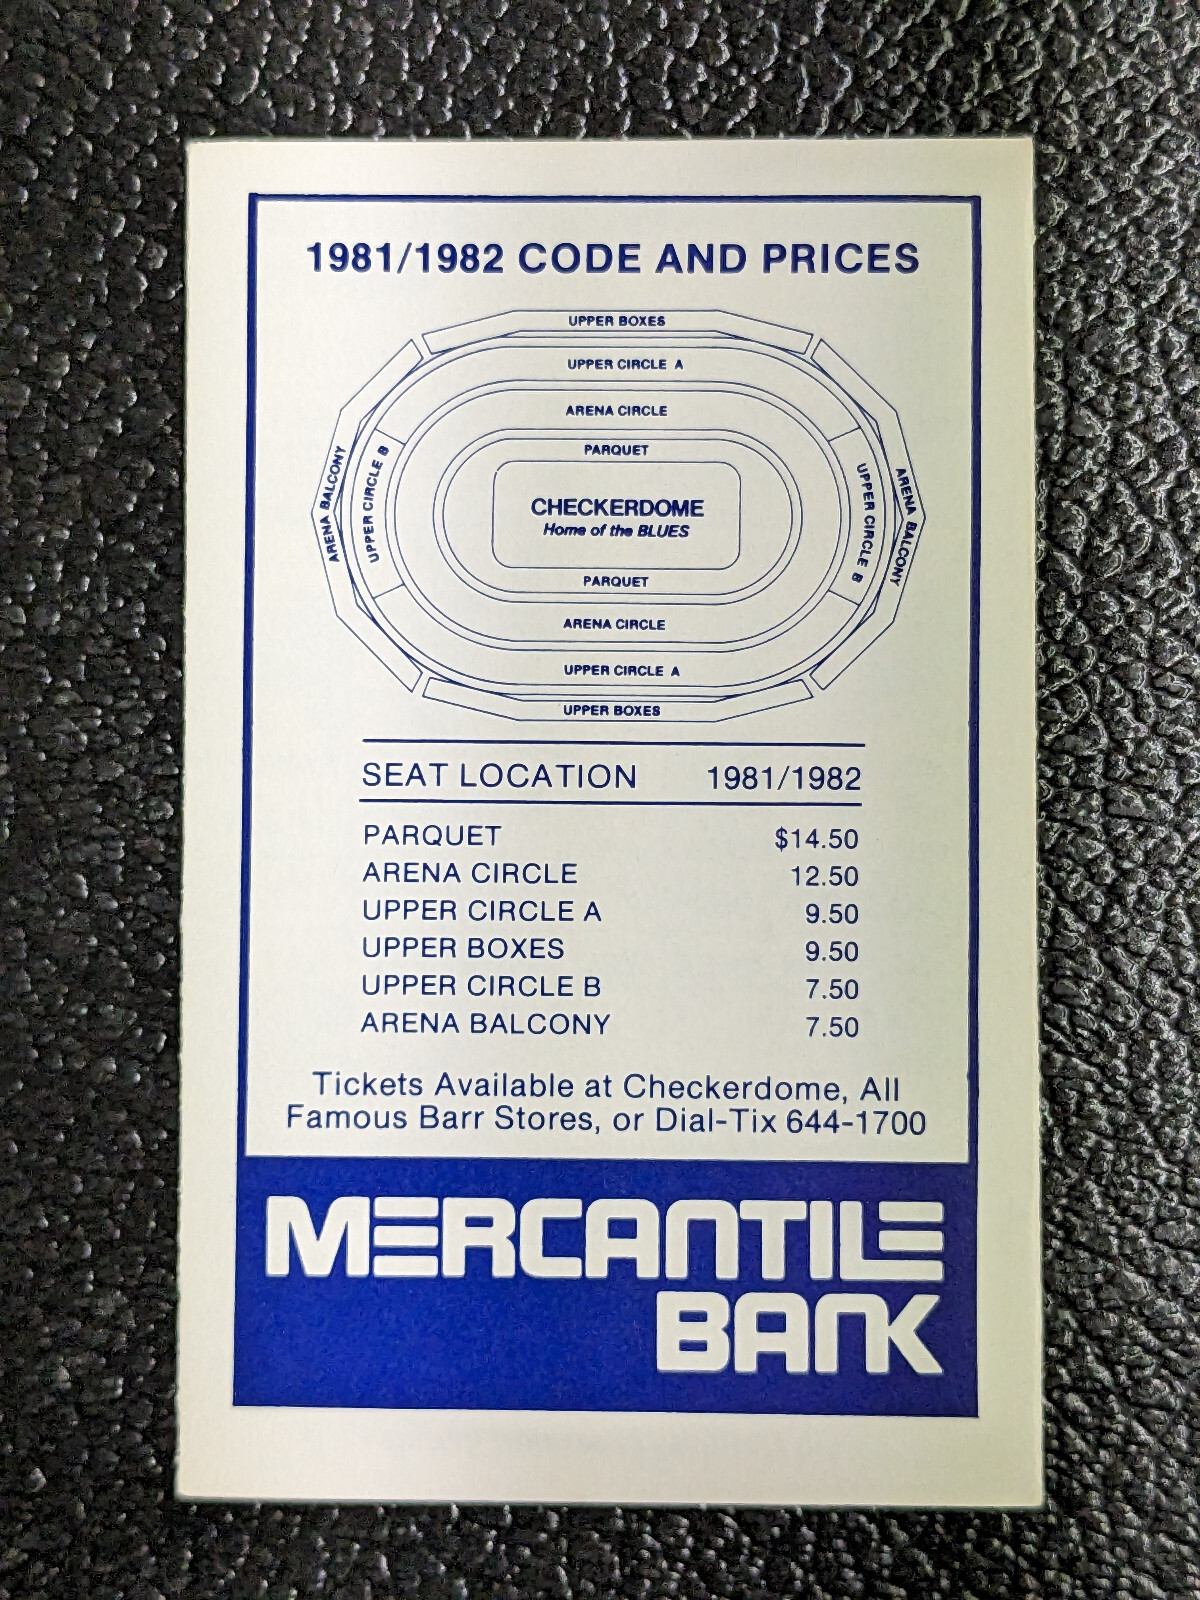 1981/1982 CODE AND PRICES
UPPER BOXES
UPPER CIRCLE A
ARENA CIRCLE
PARQUET
ARENA BALCONY
UPPER CIRCLE B
CHECKERDOME
Home of the BLUES
UPPER CIRCLE B
ARENA BALCONY
PARQUET
ARENA CIRCLE
UPPER CIRCLE A
UPPER BOXES
SEAT LOCATION 1981/1982
PARQUET $14.50
ARENA CIRCLE 12.50
UPPER CIRCLE A 9.50
UPPER BOXES 9.50
UPPER CIRCLE B 7.50
ARENA BALCONY 7.50
Tickets Available at Checkerdome, All
Famous Barr Stores, or Dial-Tix 644-1700
MERCANTILE
BANK